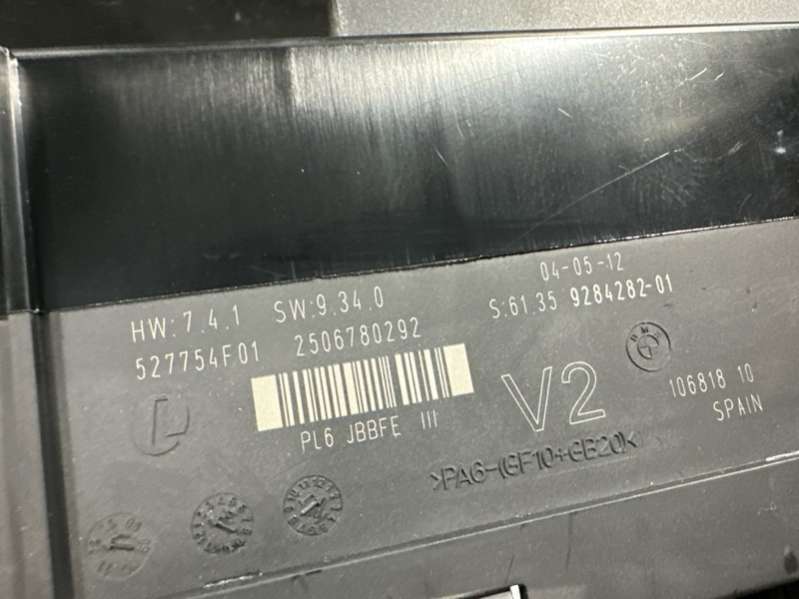 04-05-12
HW:7.4.1 SW:9.34.0 S:61.35 9284282-01
527754F01 2506780292
BMW
PL6 JBBFE III
V2
106818 10
SPAIN
>PA6-(GF10+GB20)<